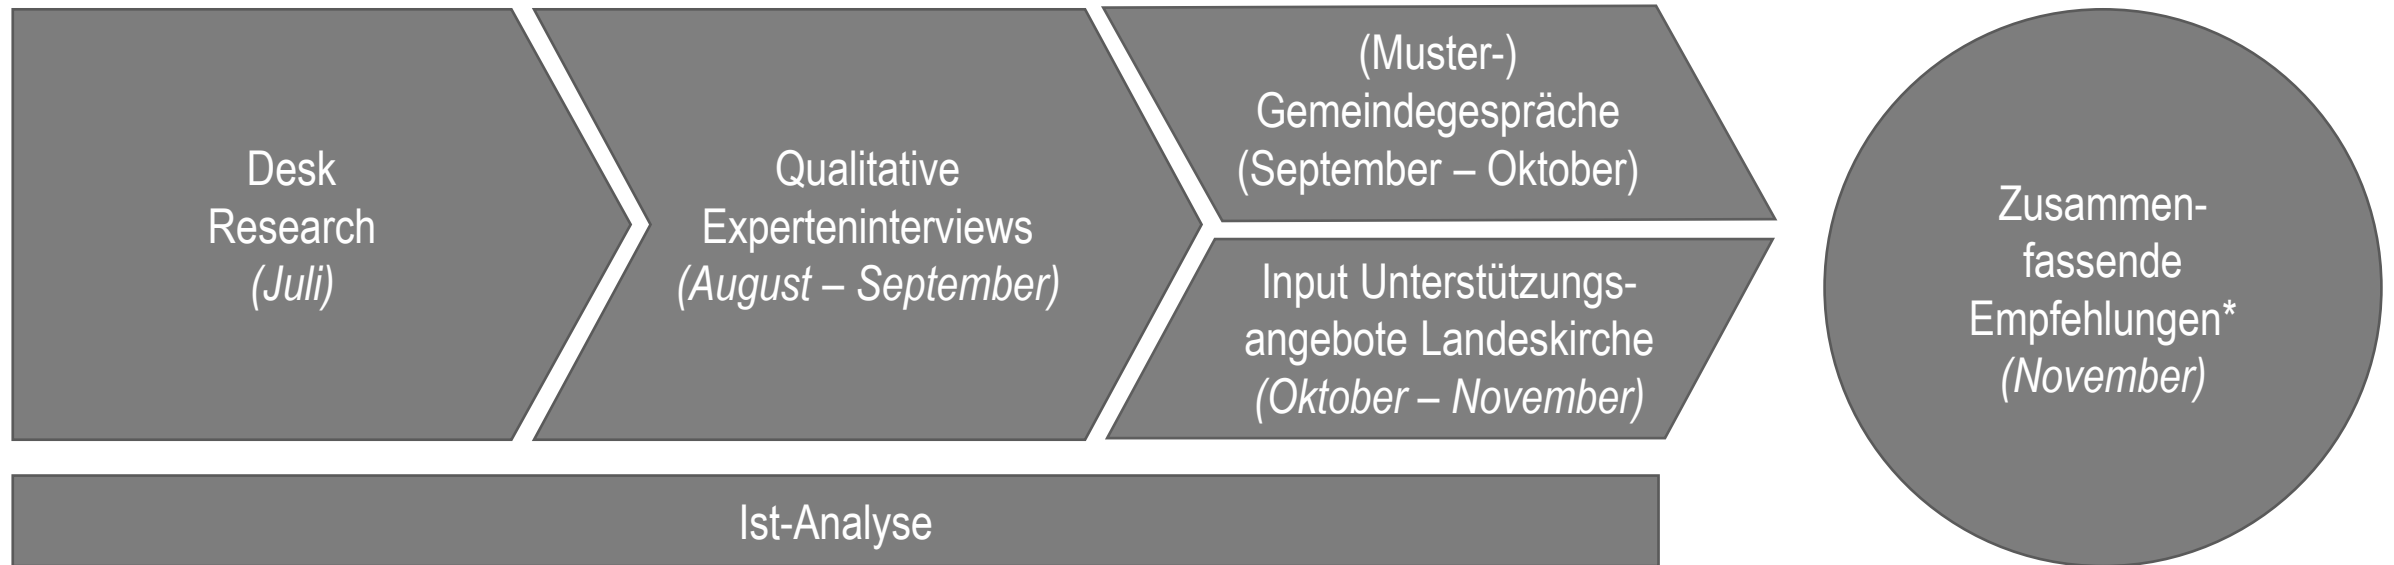 Desk
Research
(Juli)
Qualitative
Experteninterviews
(August – September)
(Muster-)
Gemeindegespräche
(September – Oktober)
Input Unterstützungs-
angebote Landeskirche
(Oktober – November)
Zusammen-
fassende
Empfehlungen*
(November)
Ist-Analyse